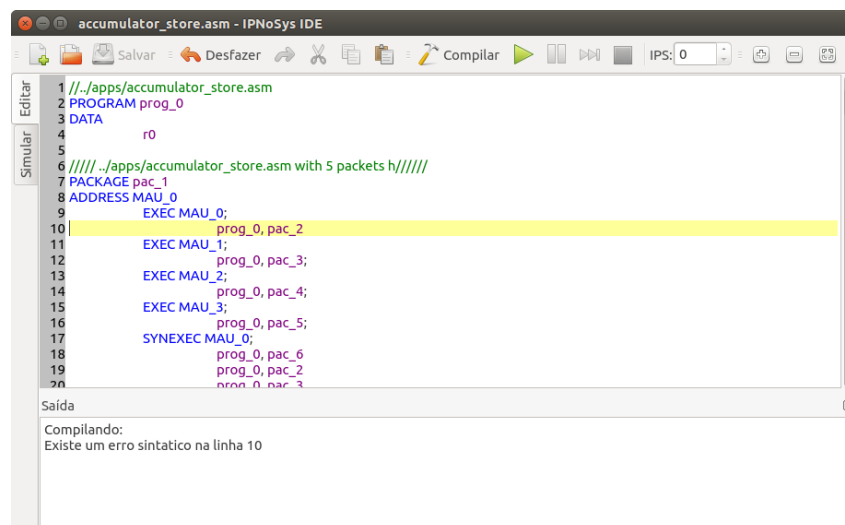 accumulator_store.asm - IPNoSys IDE
Salvar Desfazer Compilar IPS: 0
Editar
Simular
1 //../apps/accumulator_store.asm
2 PROGRAM prog_0
3 DATA
4 r0
5
6 ///// ../apps/accumulator_store.asm with 5 packets h//////
7 PACKAGE pac_1
8 ADDRESS MAU_0
9 EXEC MAU_0;
10 prog_0, pac_2
11 EXEC MAU_1;
12 prog_0, pac_3;
13 EXEC MAU_2;
14 prog_0, pac_4;
15 EXEC MAU_3;
16 prog_0, pac_5;
17 SYNEXEC MAU_0;
18 prog_0, pac_6
19 prog_0, pac_2
20 prog_0, pac_3
Saída
Compilando:
Existe um erro sintatico na linha 10